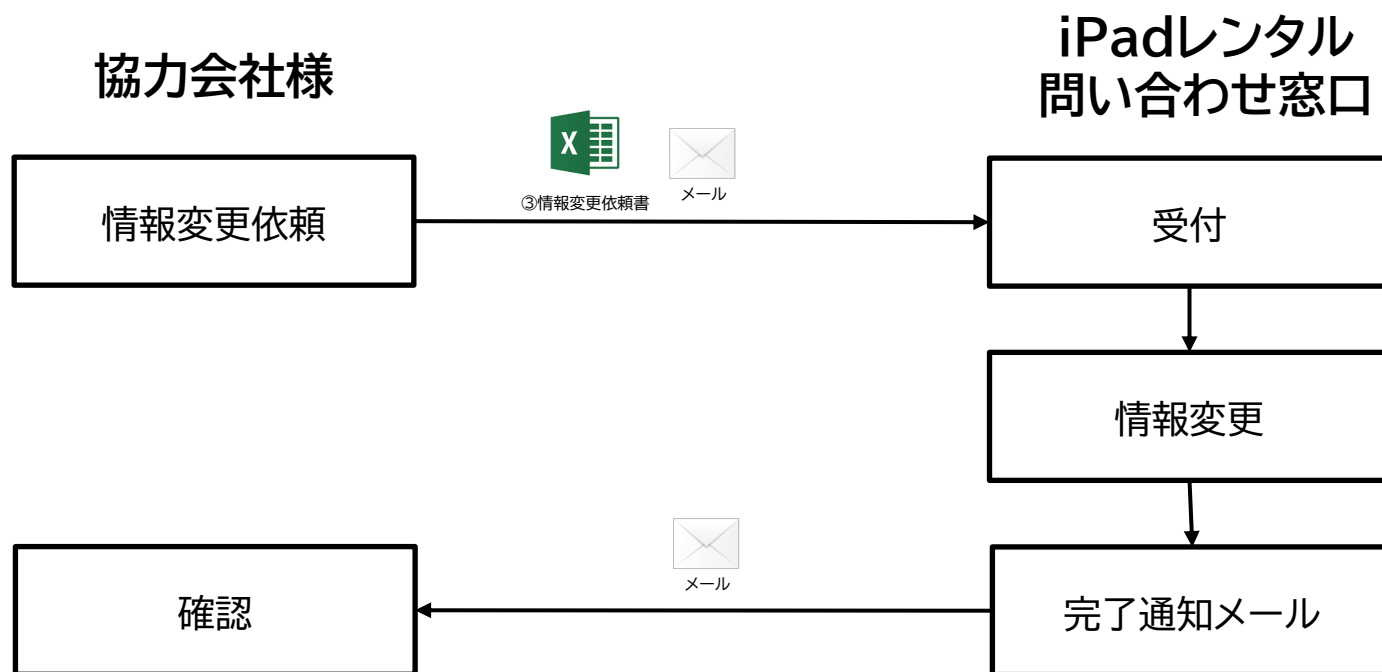 協力会社様
iPadレンタル
問い合わせ窓口
X
③情報変更依頼書
メール
情報変更依頼
受付
情報変更
メール
確認
完了通知メール